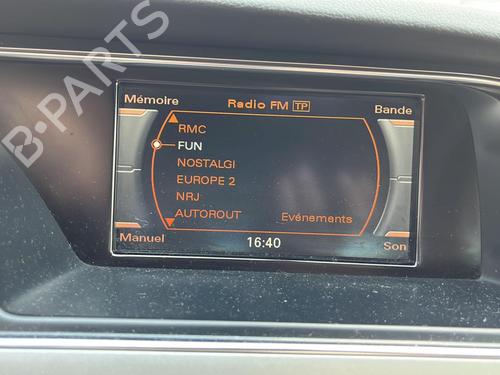 B-PARTS
Mémoire
Radio FM TP
Bande
RMC
FUN
NOSTALGI
EUROPE 2
NRJ
AUTOROUT
Evénements
Manuel
16:40
Son